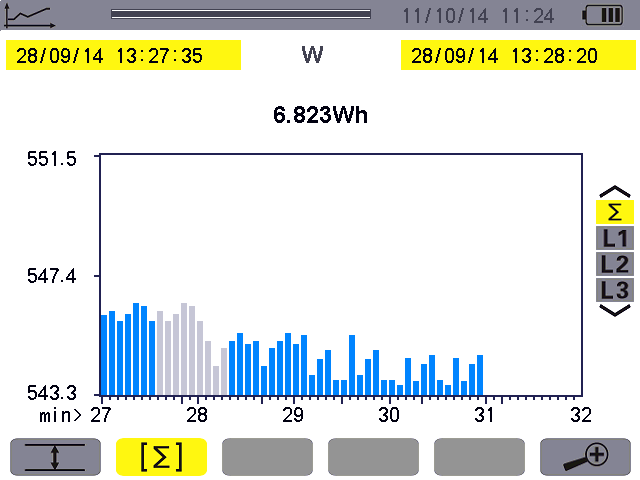 11/10/14 11:24
28/09/14 13:27:35 W 28/09/14 13:28:20
6.823Wh
551.5
547.4
543.3
min> 27 28 29 30 31 32
Σ
L1
L2
L3
[Σ]